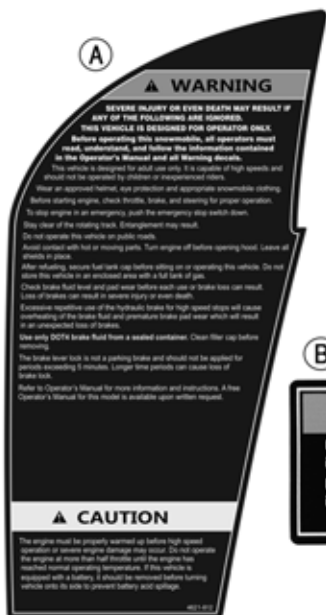 A
WARNING
SEVERE INJURY OR EVEN DEATH MAY RESULT IF
ANY OF THE FOLLOWING ARE IGNORED.
THIS VEHICLE IS DESIGNED FOR OPERATOR ONLY.
Before operating this snowmobile, all operators must
read, understand, and follow the information contained
in the Operator's Manual and all Warning decals.
This vehicle is designed for adult use only. It is capable of high speeds and
should not be operated by children or inexperienced riders.
Wear an approved helmet, eye protection and appropriate snowmobile clothing.
Before starting engine, check throttle, brake, and steering for proper operation.
To stop engine in an emergency, push the emergency stop switch down.
Stay clear of the rotating track. Entanglement may result.
Do not operate this vehicle on public roads.
Avoid contact with hot or moving parts. Turn engine off before opening hood. Leave all
shields in place.
After refueling, secure fuel tank cap before sitting on or operating this vehicle. Do not
store this vehicle in an enclosed area with a full tank of gas.
Check brake fluid level and pad wear before each use or brake loss can result.
Loss of brakes can result in severe injury or even death.
Excessive repetitive use of the hydraulic brake for high speed stops will cause
overheating of the brake fluid and premature brake pad wear which will result
in an unexpected loss of brakes.
Use only DOT4 brake fluid from a sealed container. Clean filler cap before
removing.
The brake lever lock is not a parking brake and should not be applied for
periods exceeding 5 minutes. Longer time periods can cause loss of
brake lock.
Refer to Operator's Manual for more information and instructions. A free
Operator's Manual for this model is available upon written request.
B
CAUTION
The engine must be properly warmed up before high speed
operation or severe engine damage may occur. Do not operate
the engine at more than half throttle until the engine has
reached normal operating temperature. If this vehicle is
equipped with a battery, it should be removed before turning
vehicle onto its side to prevent battery acid spillage.
4621-812